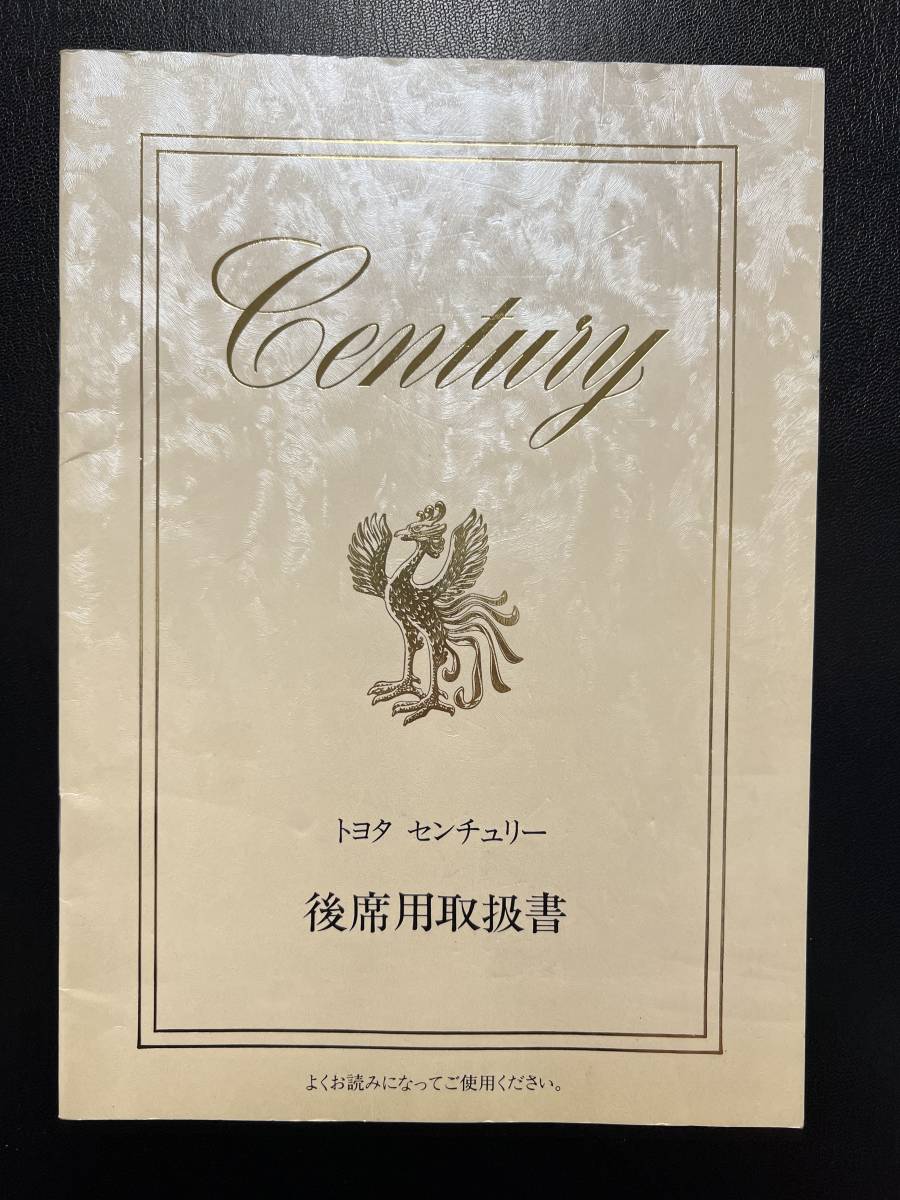 Century
トヨタ センチュリー
後席用取扱書
よくお読みになってご使用ください。